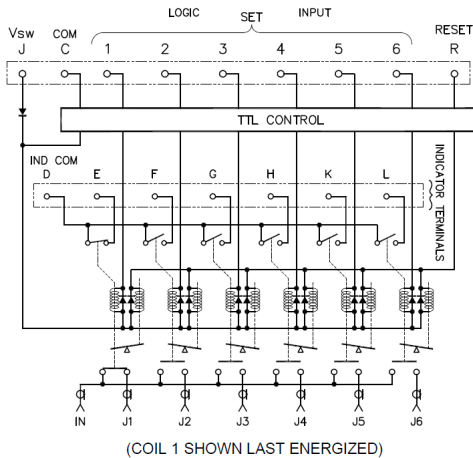 LOGIC SET INPUT
Vsw COM RESET
J C 1 2 3 4 5 6 R
TTL CONTROL
IND COM
D E F G H K L
INDICATOR TERMINALS
IN J1 J2 J3 J4 J5 J6
(COIL 1 SHOWN LAST ENERGIZED)